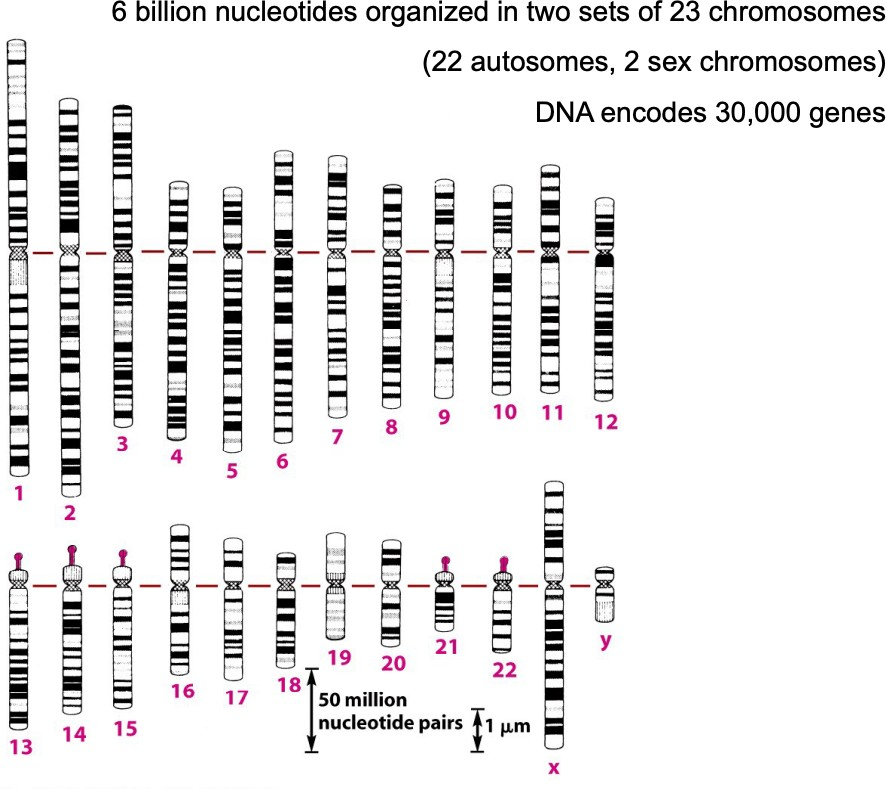 6 billion nucleotides organized in two sets of 23 chromosomes
(22 autosomes, 2 sex chromosomes)
DNA encodes 30,000 genes
1
2
3
4
5
6
7
8
9
10
11
12
13
14
15
16
17
18
19
20
21
22
x
y
50 million
nucleotide pairs
1 μm